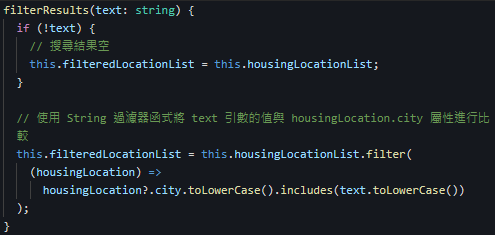 filterResults(text: string) {
if (!text) {
// 搜尋結果空
this.filteredLocationList = this.housingLocationList;
}
// 使用 String 過濾器函式將 text 引數的值與 housingLocation.city 屬性進行比
較
this.filteredLocationList = this.housingLocationList.filter(
(housingLocation) =>
housingLocation?.city.toLowerCase().includes(text.toLowerCase())
);
}